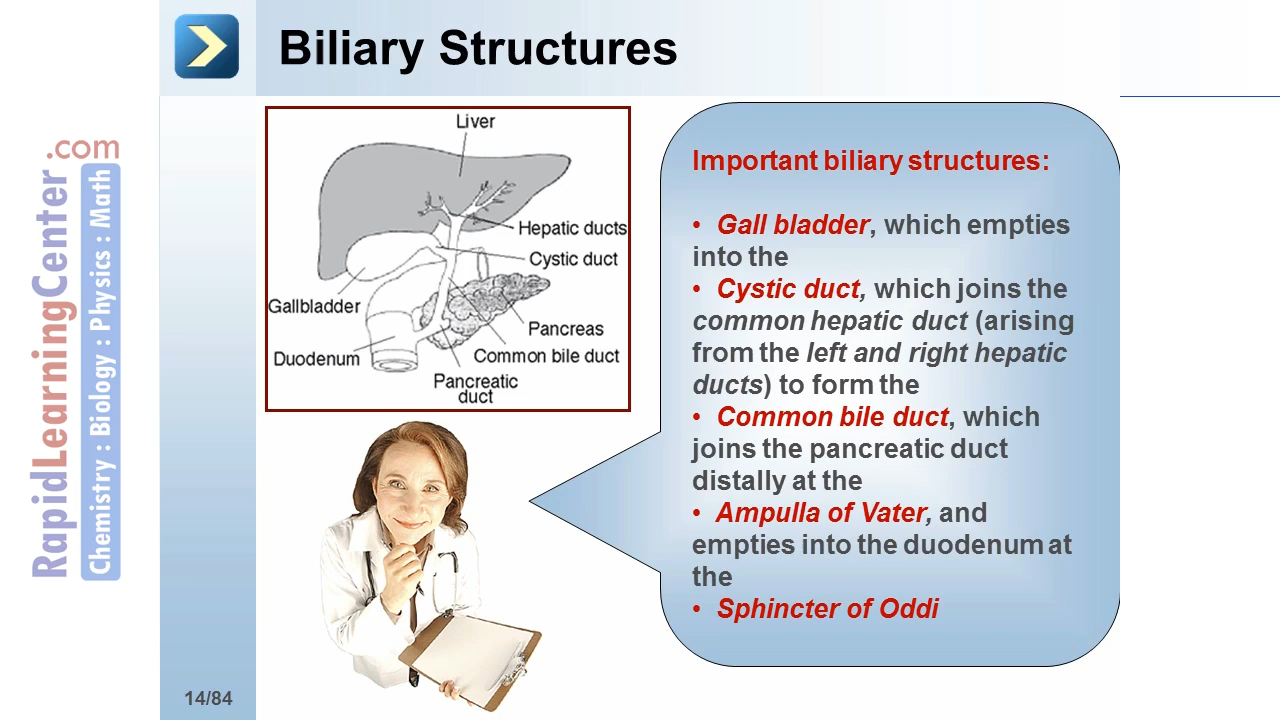 Biliary Structures
Liver
Hepatic ducts
Cystic duct
Gallbladder
Pancreas
Duodenum
Common bile duct
Pancreatic
duct
Important biliary structures:
• Gall bladder, which empties
into the
• Cystic duct, which joins the
common hepatic duct (arising
from the left and right hepatic
ducts) to form the
• Common bile duct, which
joins the pancreatic duct
distally at the
• Ampulla of Vater, and
empties into the duodenum at
the
• Sphincter of Oddi
RapidLearningCenter.com
Chemistry : Biology : Physics : Math
14/84